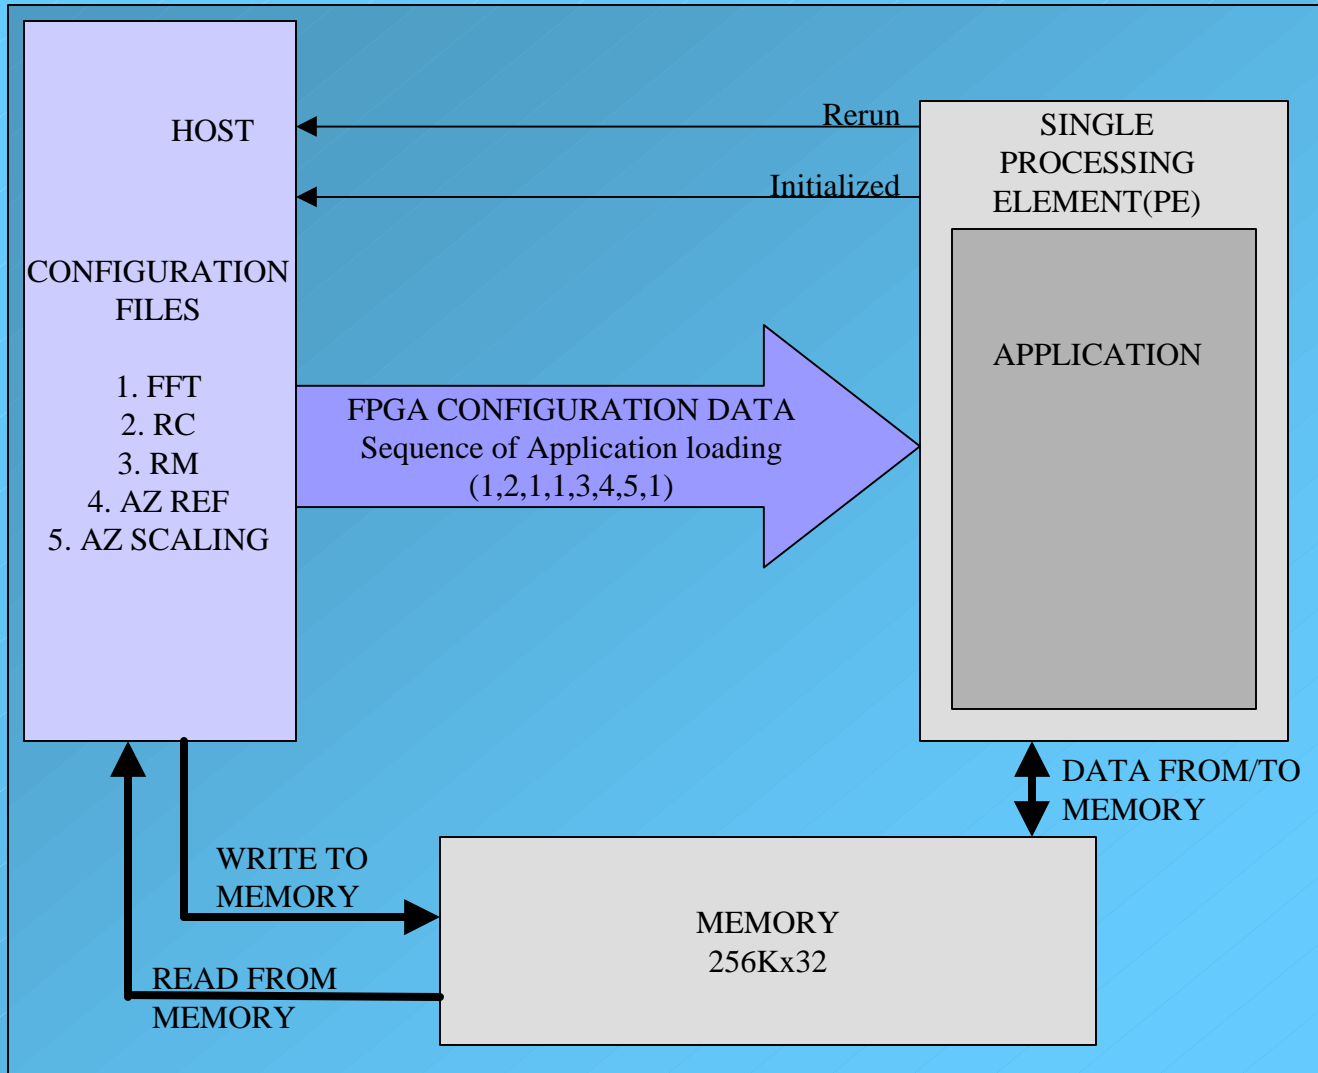 HOST
CONFIGURATION
FILES
1. FFT
2. RC
3. RM
4. AZ REF
5. AZ SCALING
Rerun
Initialized
FPGA CONFIGURATION DATA
Sequence of Application loading
(1,2,1,1,3,4,5,1)
SINGLE
PROCESSING
ELEMENT(PE)
APPLICATION
DATA FROM/TO
MEMORY
WRITE TO
MEMORY
READ FROM
MEMORY
MEMORY
256Kx32